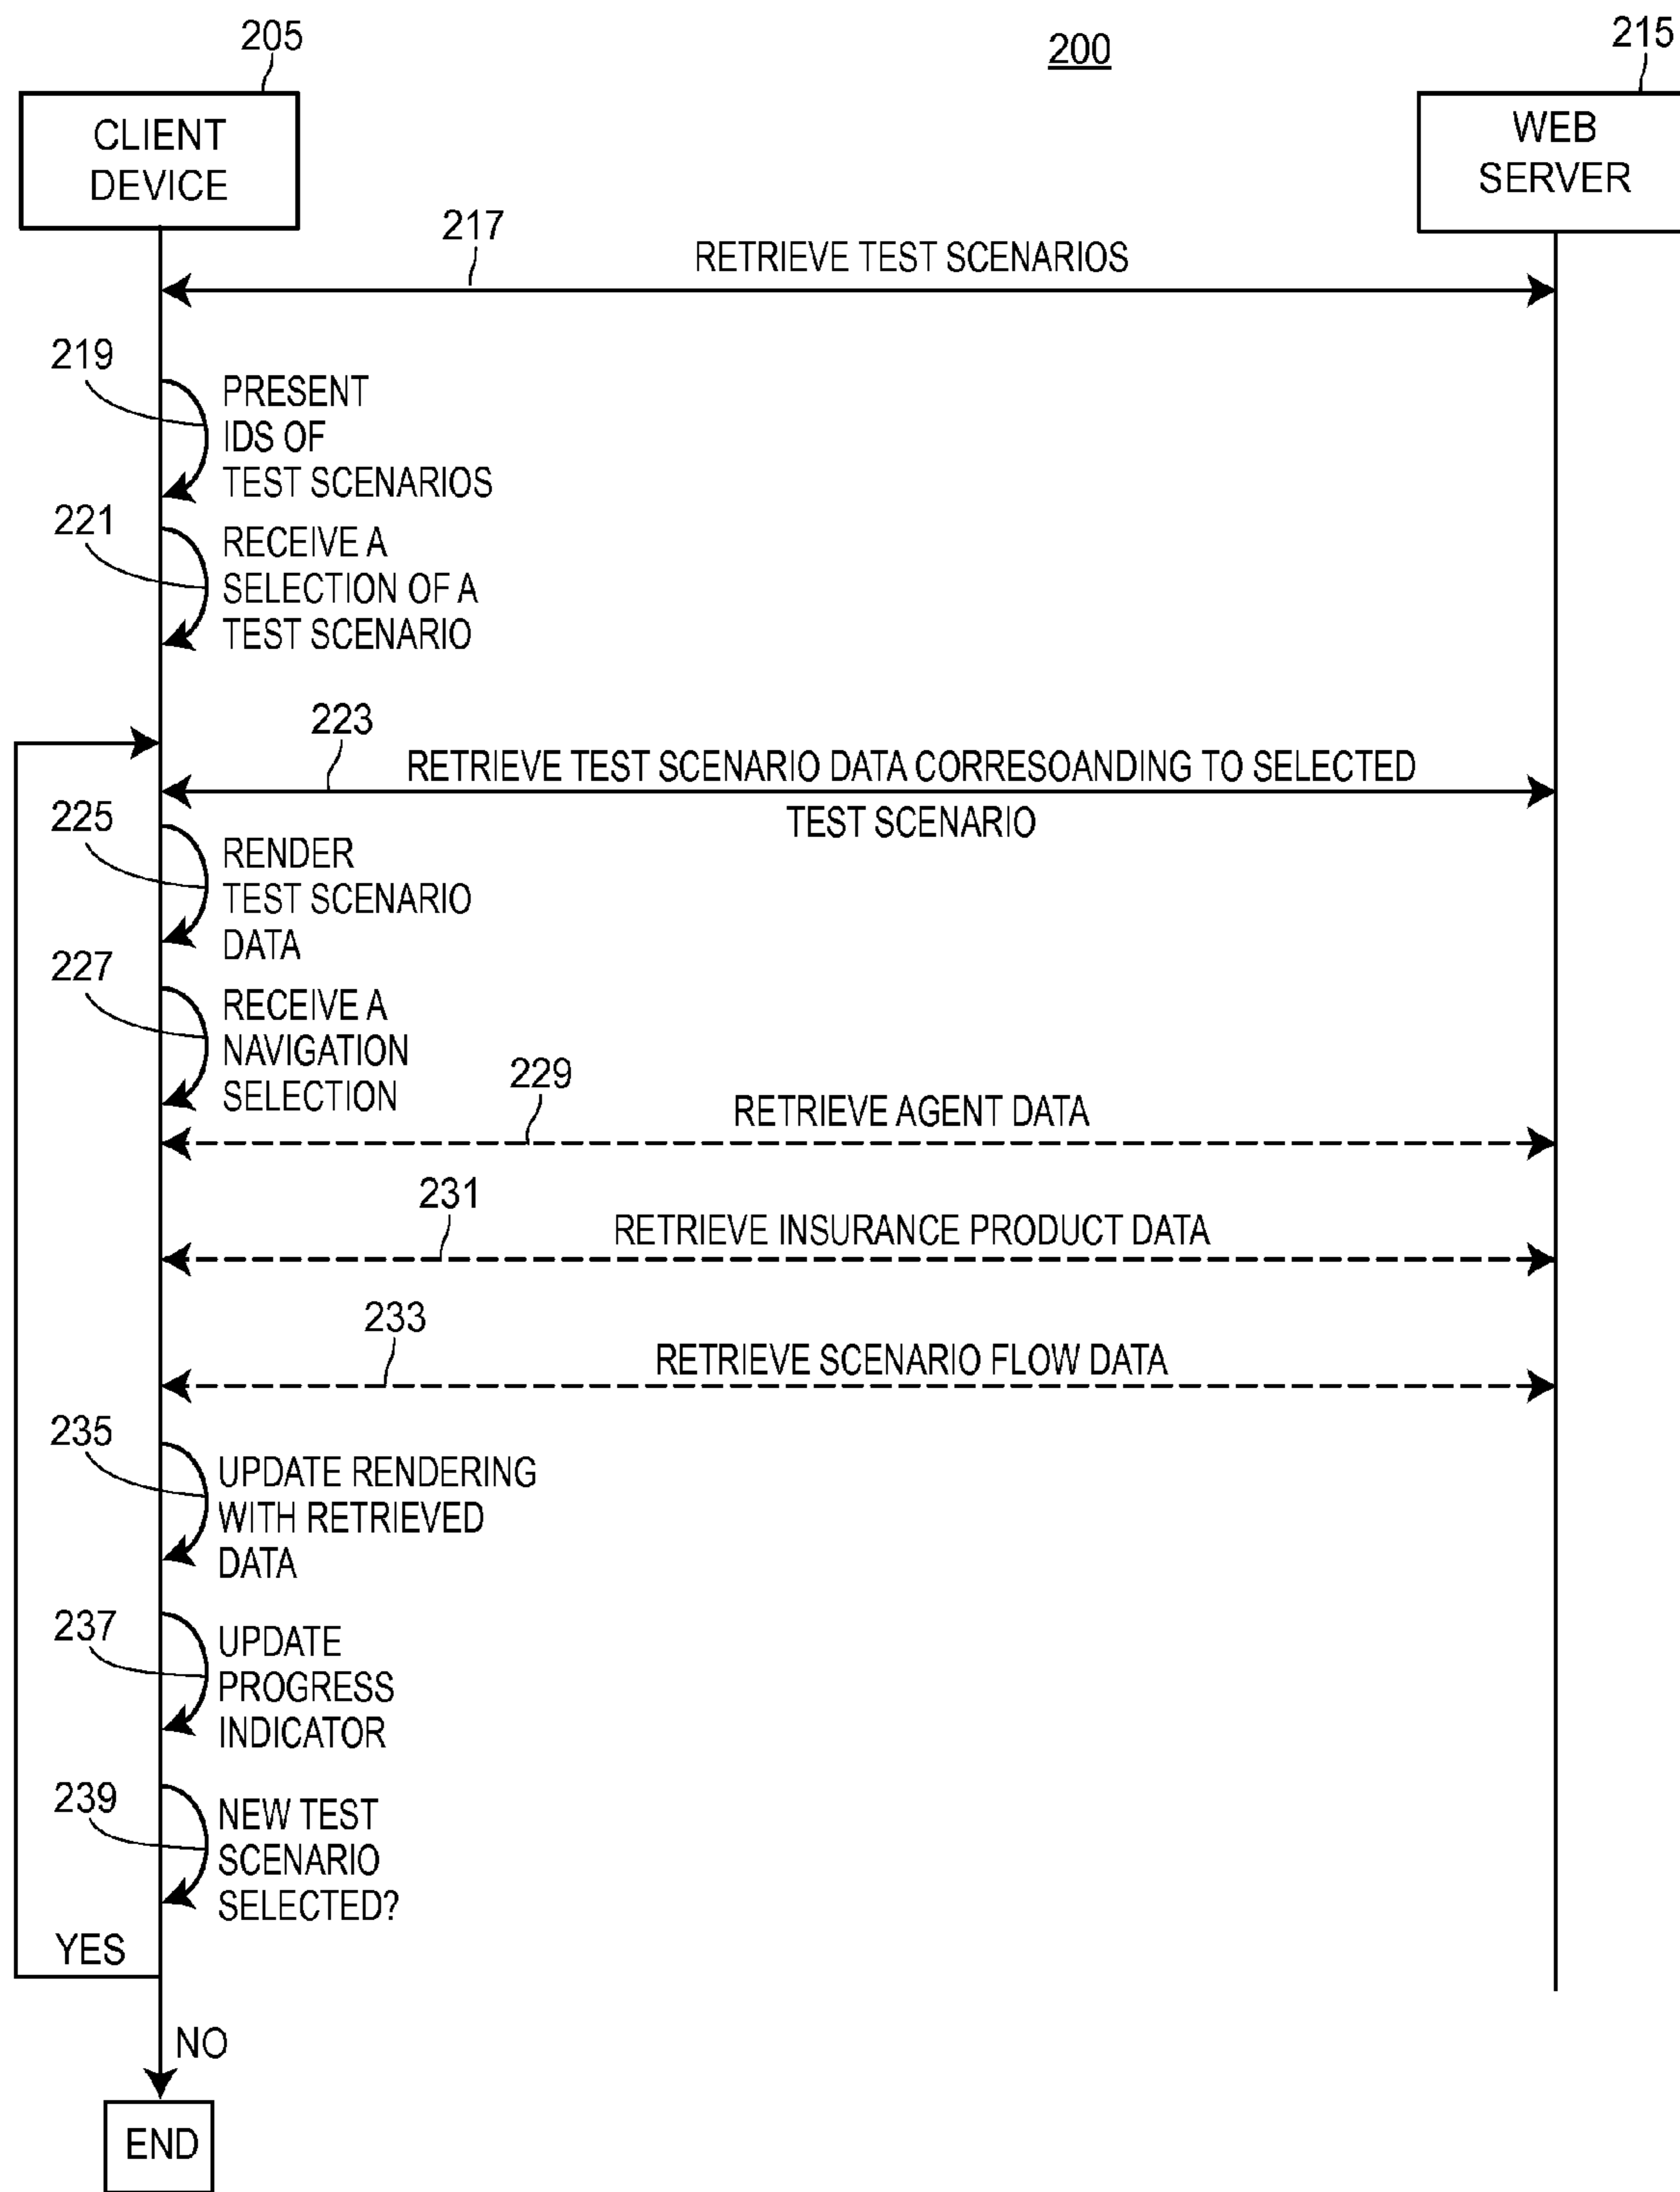 205
200
215
CLIENT
DEVICE
WEB
SERVER
217
RETRIEVE TEST SCENARIOS
219
PRESENT
IDS OF
TEST SCENARIOS
221
RECEIVE A
SELECTION OF A
TEST SCENARIO
223
RETRIEVE TEST SCENARIO DATA CORRESOANDING TO SELECTED
TEST SCENARIO
225
RENDER
TEST SCENARIO
DATA
227
RECEIVE A
NAVIGATION
SELECTION
229
RETRIEVE AGENT DATA
231
RETRIEVE INSURANCE PRODUCT DATA
233
RETRIEVE SCENARIO FLOW DATA
235
UPDATE RENDERING
WITH RETRIEVED
DATA
237
UPDATE
PROGRESS
INDICATOR
239
NEW TEST
SCENARIO
SELECTED?
YES
NO
END